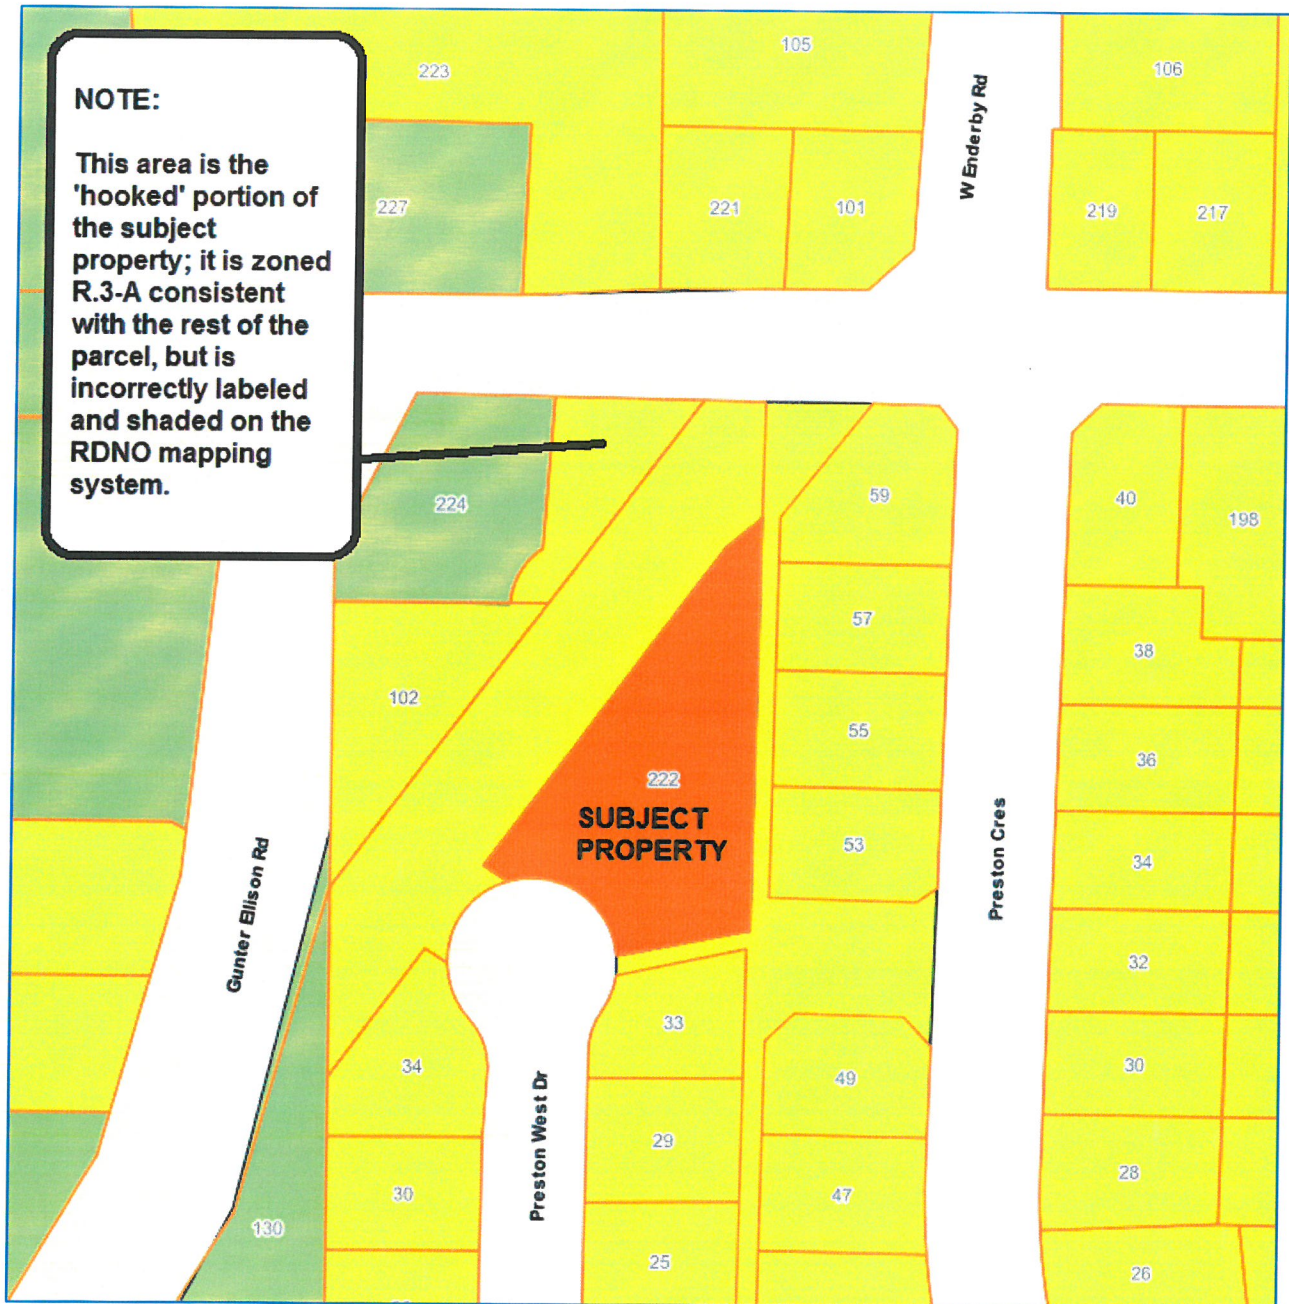 105
223
106
W Enderby Rd
NOTE:
This area is the
'hooked' portion of
the subject
property; it is zoned
R.3-A consistent
with the rest of the
parcel, but is
incorrectly labeled
and shaded on the
RDNO mapping
system.
227
221
101
219
217
224
59
40
198
57
38
102
55
36
222
SUBJECT
PROPERTY
53
34
Gunter Ellison Rd
Preston Cres
32
33
34
49
30
Preston West Dr
29
28
30
47
130
25
26